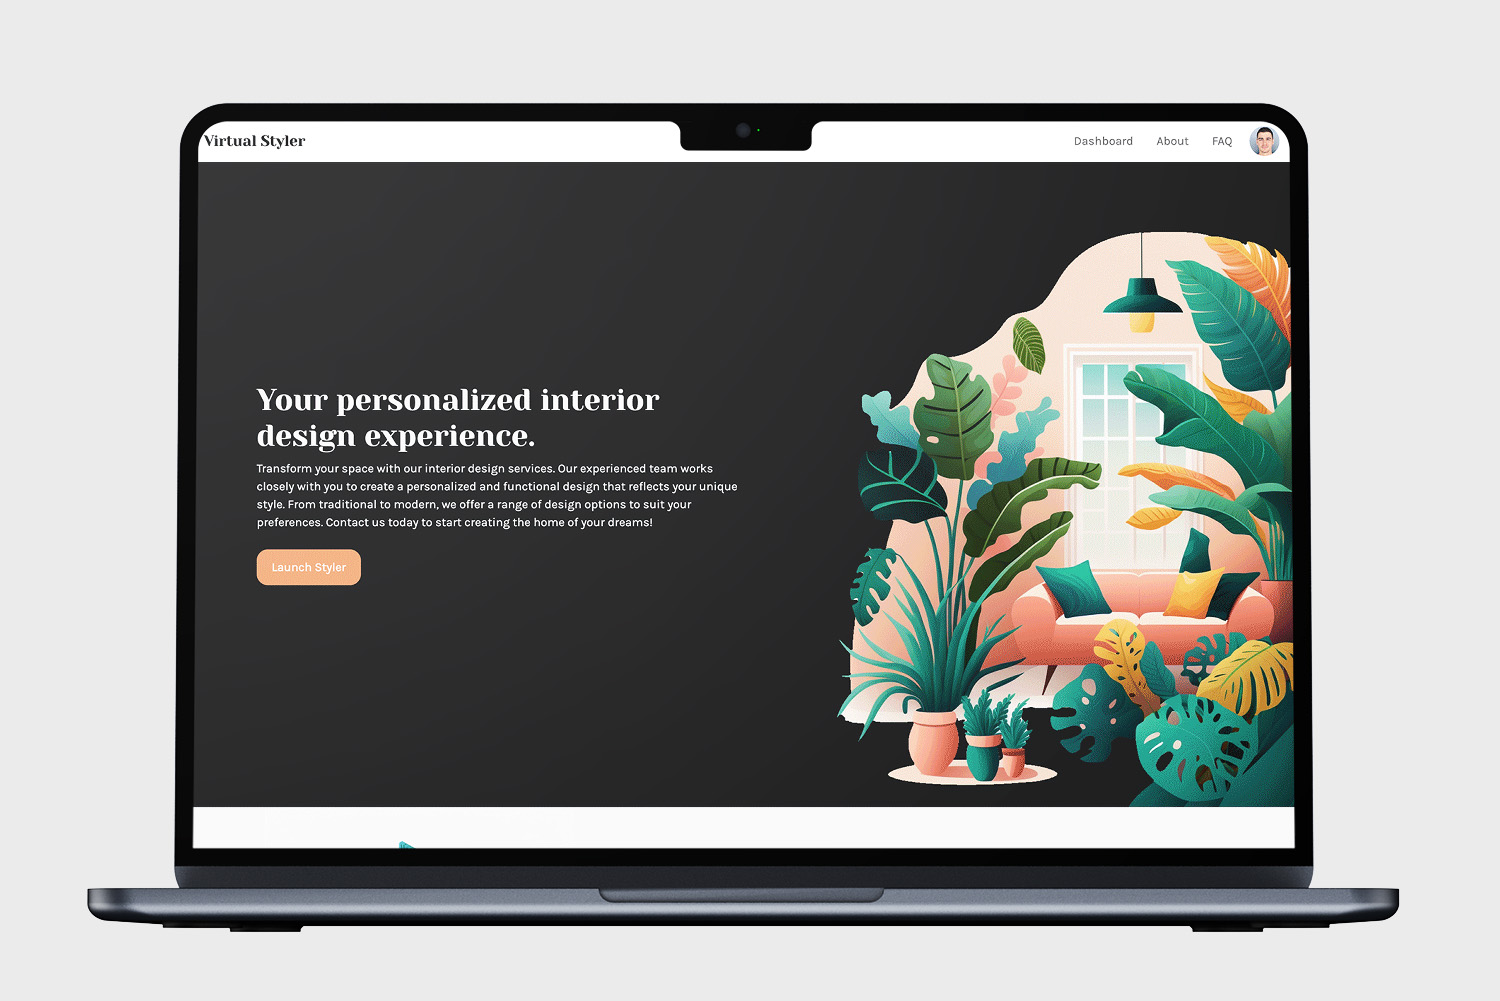 Virtual Styler
Dashboard About FAQ
Your personalized interior
design experience.
Transform your space with our interior design services. Our experienced team works
closely with you to create a personalized and functional design that reflects your unique
style. From traditional to modern, we offer a range of design options to suit your
preferences. Contact us today to start creating the home of your dreams!
Launch Styler